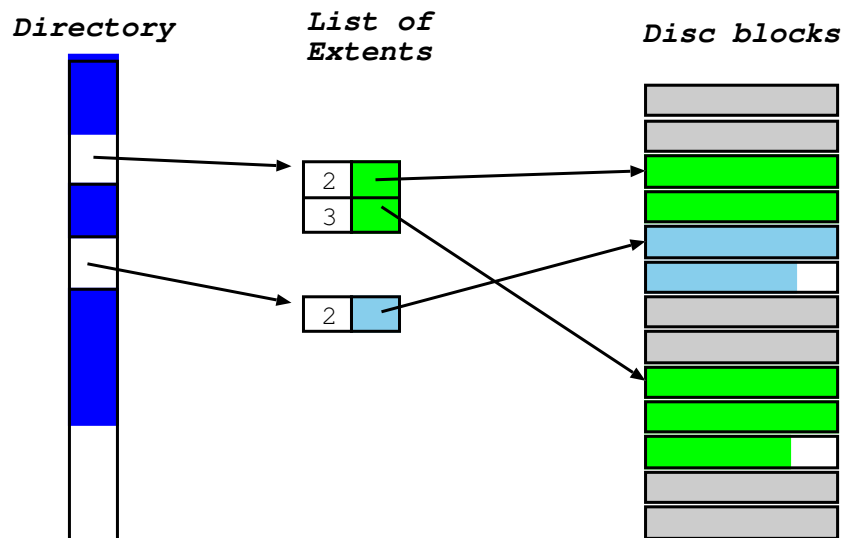 Directory
List of
Extents
Disc blocks
2
3
2